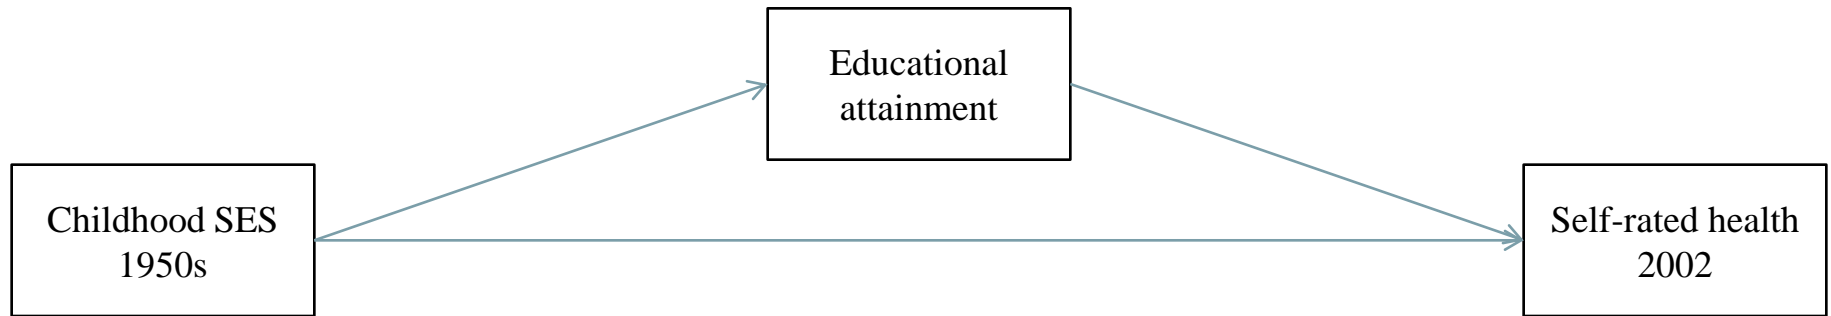 Educational
attainment
Childhood SES
1950s
Self-rated health
2002